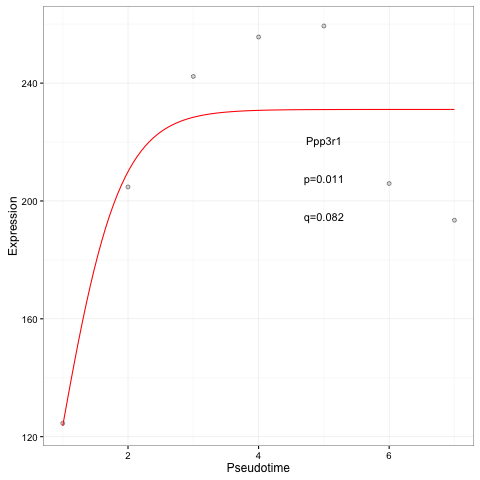 240
200
160
120
Expression
Ppp3r1
p=0.011
q=0.082
2 4 6
Pseudotime